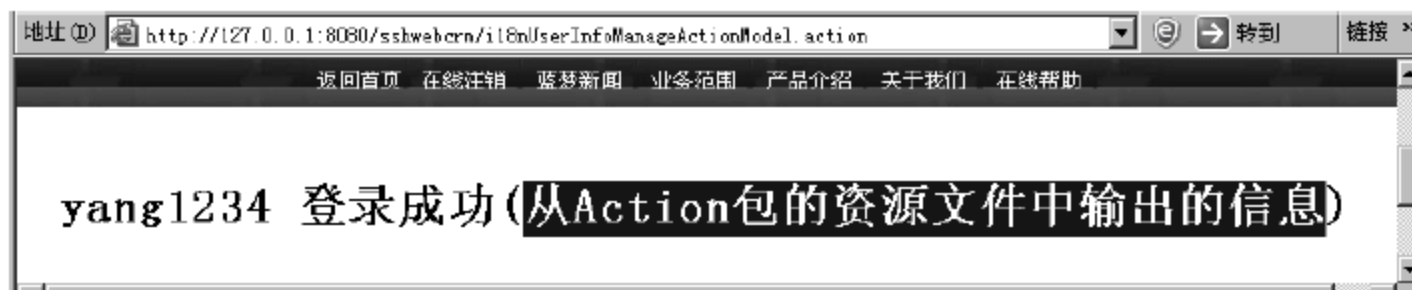 地址(D) http://127.0.0.1:8080/sshwebcrm/i18nUserInfoManageActionModel.action 转到 链接 »
返回首页 在线注销 蓝梦新闻 业务范围 产品介绍 关于我们 在线帮助
yang1234 登录成功(从Action包的资源文件中输出的信息)